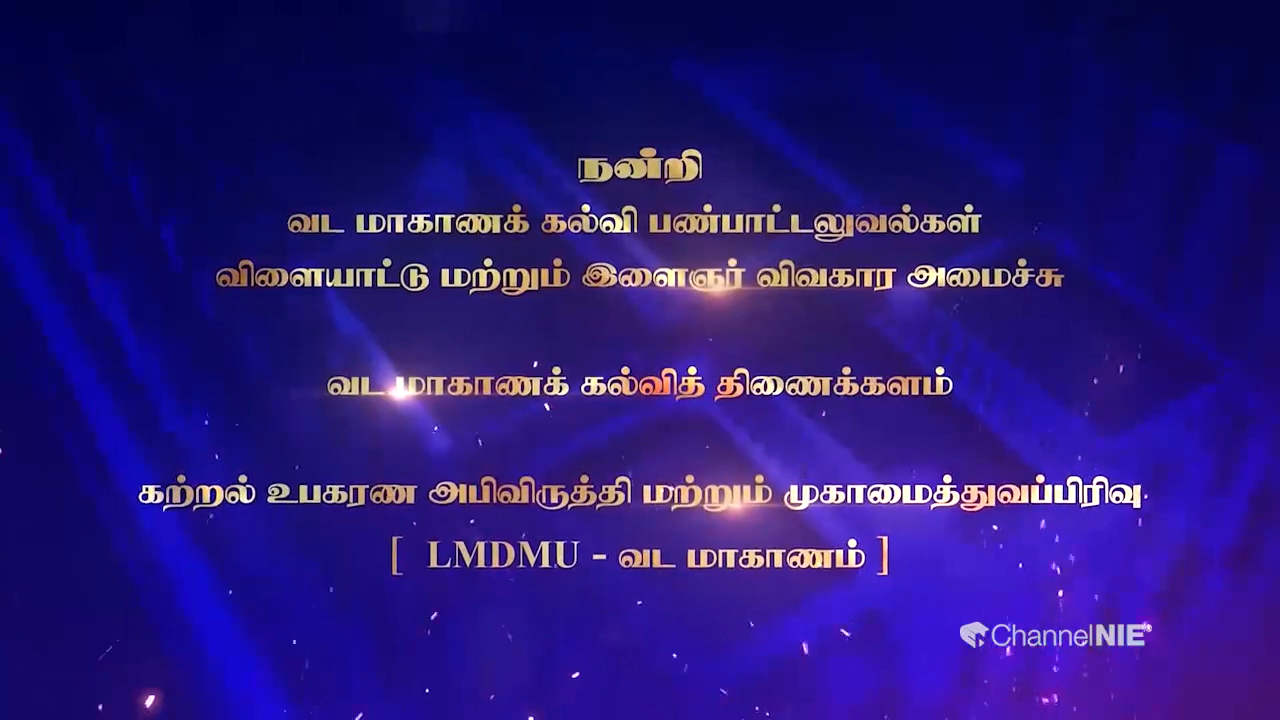 நன்றி
வட மாகாணக் கல்வி பண்பாட்டலுவல்கள்
விளையாட்டு மற்றும் இளைஞர் விவகார அமைச்சு
வட மாகாணக் கல்வித் திணைக்களம்
கற்றல் உபகரண அபிவிருத்தி மற்றும் முகாமைத்துவப்பிரிவு
[ LMDMU - வட மாகாணம் ]
ChannelNIE